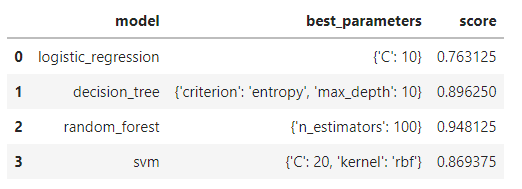 model best_parameters score
0 logistic_regression {'C': 10} 0.763125
1 decision_tree {'criterion': 'entropy', 'max_depth': 10} 0.896250
2 random_forest {'n_estimators': 100} 0.948125
3 svm {'C': 20, 'kernel': 'rbf'} 0.869375